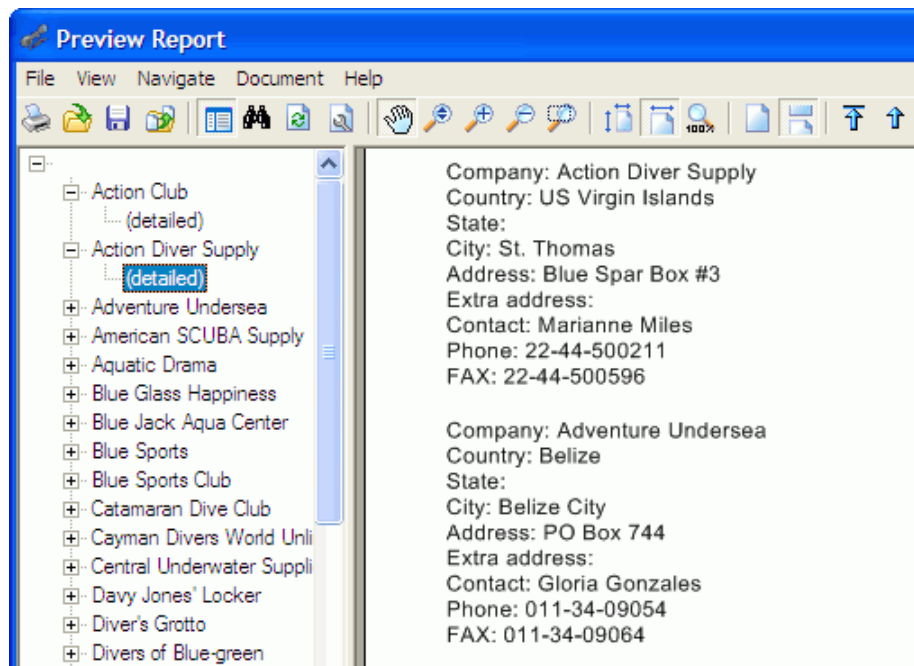 Preview Report
File View Navigate Document Help
100%
Action Club
(detailed)
Action Diver Supply
(detailed)
Adventure Undersea
American SCUBA Supply
Aquatic Drama
Blue Glass Happiness
Blue Jack Aqua Center
Blue Sports
Blue Sports Club
Catamaran Dive Club
Cayman Divers World Unli
Central Underwater Suppli
Davy Jones' Locker
Diver's Grotto
Divers of Blue-green
Company: Action Diver Supply
Country: US Virgin Islands
State:
City: St. Thomas
Address: Blue Spar Box #3
Extra address:
Contact: Marianne Miles
Phone: 22-44-500211
FAX: 22-44-500596
Company: Adventure Undersea
Country: Belize
State:
City: Belize City
Address: PO Box 744
Extra address:
Contact: Gloria Gonzales
Phone: 011-34-09054
FAX: 011-34-09064